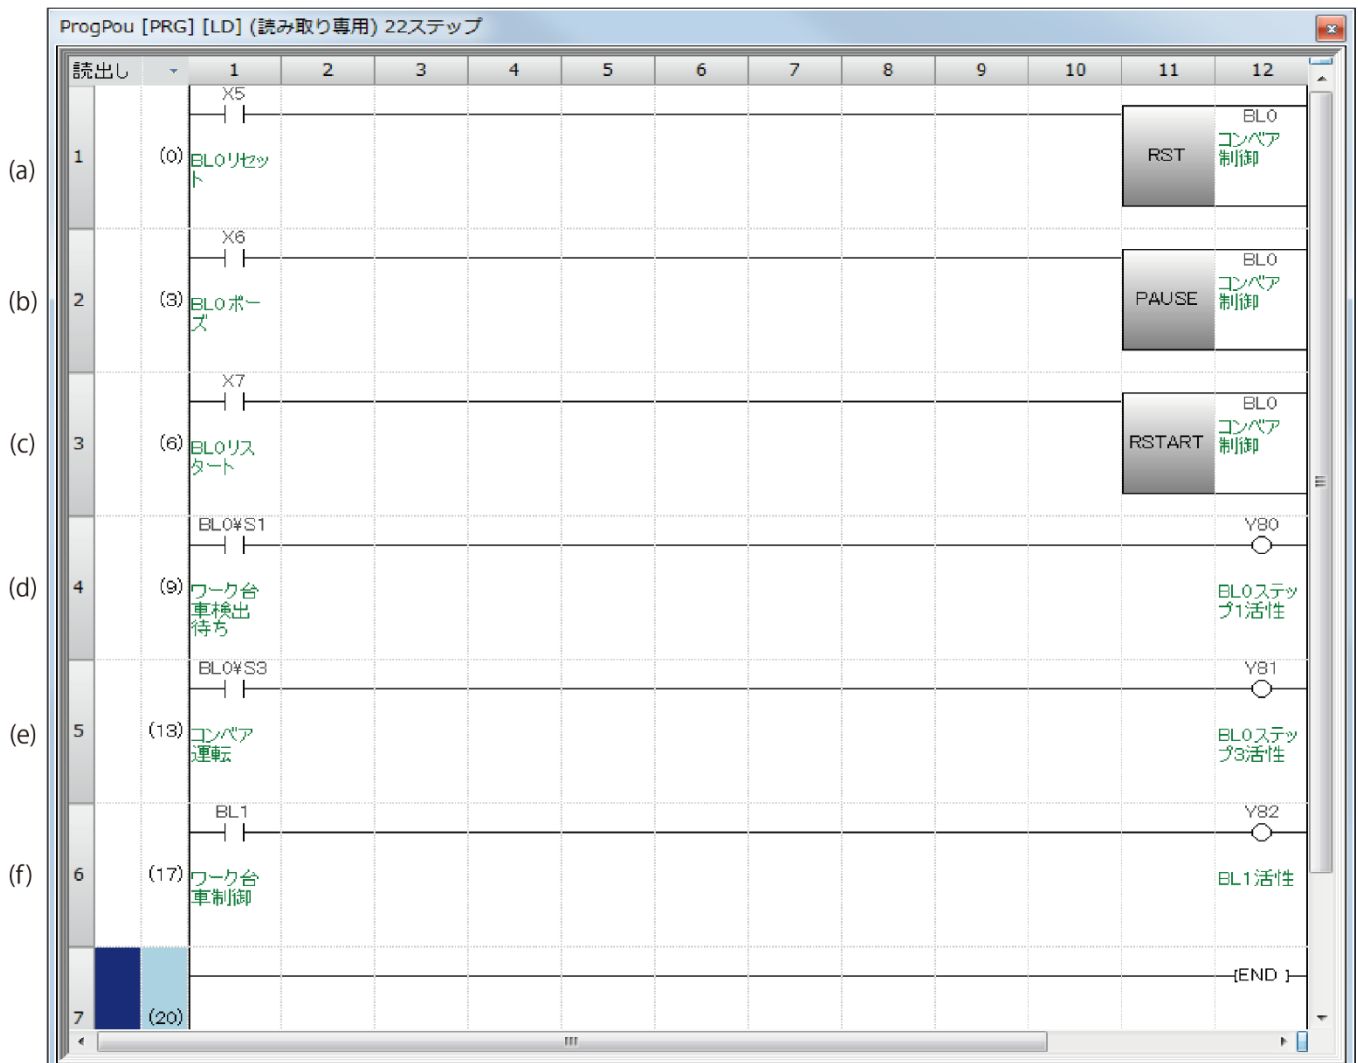 ProgPou [PRG] [LD] (読み取り専用) 22ステップ
読出し 1 2 3 4 5 6 7 8 9 10 11 12
X5
BL0
(a) 1 (0) BL0リセッ
ト
RST
コンベア
制御
X6
BL0
(b) 2 (3) BL0ポー
ズ
PAUSE
コンベア
制御
X7
BL0
(c) 3 (6) BL0リス
タート
RSTART
コンベア
制御
BL0¥S1 Y80
(d) 4 (9) ワーク台
車検出
待ち
BL0ステッ
プ1活性
BL0¥S3 Y81
(e) 5 (13) コンベア
運転
BL0ステッ
プ3活性
BL1 Y82
(f) 6 (17) ワーク台
車制御
BL1活性
[END ]
7 (20)